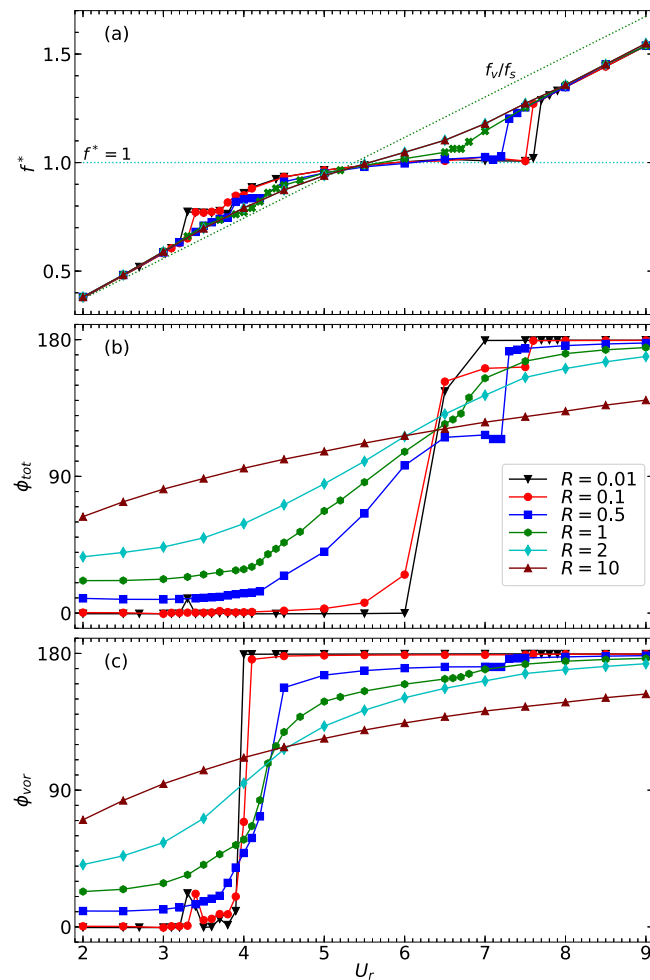 (a)
1.5
f_v/f_s
f* = 1
1.0
f*
0.5
(b)
180
90
ϕ_tot
0
R = 0.01
R = 0.1
R = 0.5
R = 1
R = 2
R = 10
(c)
180
90
ϕ_vor
0
2 3 4 5 6 7 8 9
U_r